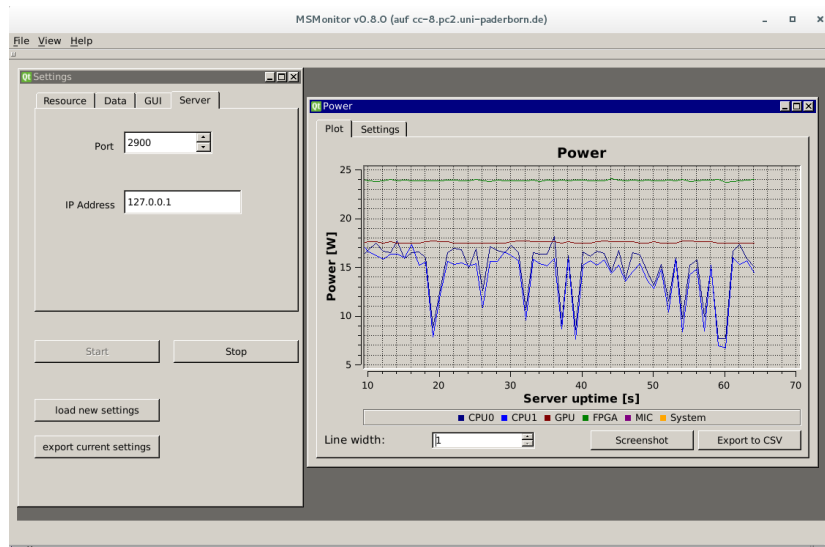 MSMonitor v0.8.0 (auf cc-8.pc2.uni-paderborn.de)
File View Help
Qt Settings
Resource Data GUI Server
Port 2900
IP Address 127.0.0.1
Start Stop
load new settings
export current settings
Qt Power
Plot Settings
Power
Power [W]
25
20
15
10
5
10 20 30 40 50 60 70
Server uptime [s]
CPU0 CPU1 GPU FPGA MIC System
Line width: 1 Screenshot Export to CSV